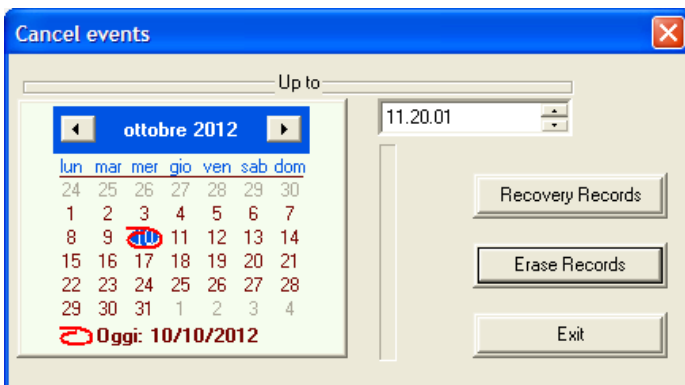 Cancel events
Up to
ottobre 2012
lun mar mer gio ven sab dom
24 25 26 27 28 29 30
1 2 3 4 5 6 7
8 9 10 11 12 13 14
15 16 17 18 19 20 21
22 23 24 25 26 27 28
29 30 31 1 2 3 4
Oggi: 10/10/2012
11.20.01
Recovery Records
Erase Records
Exit